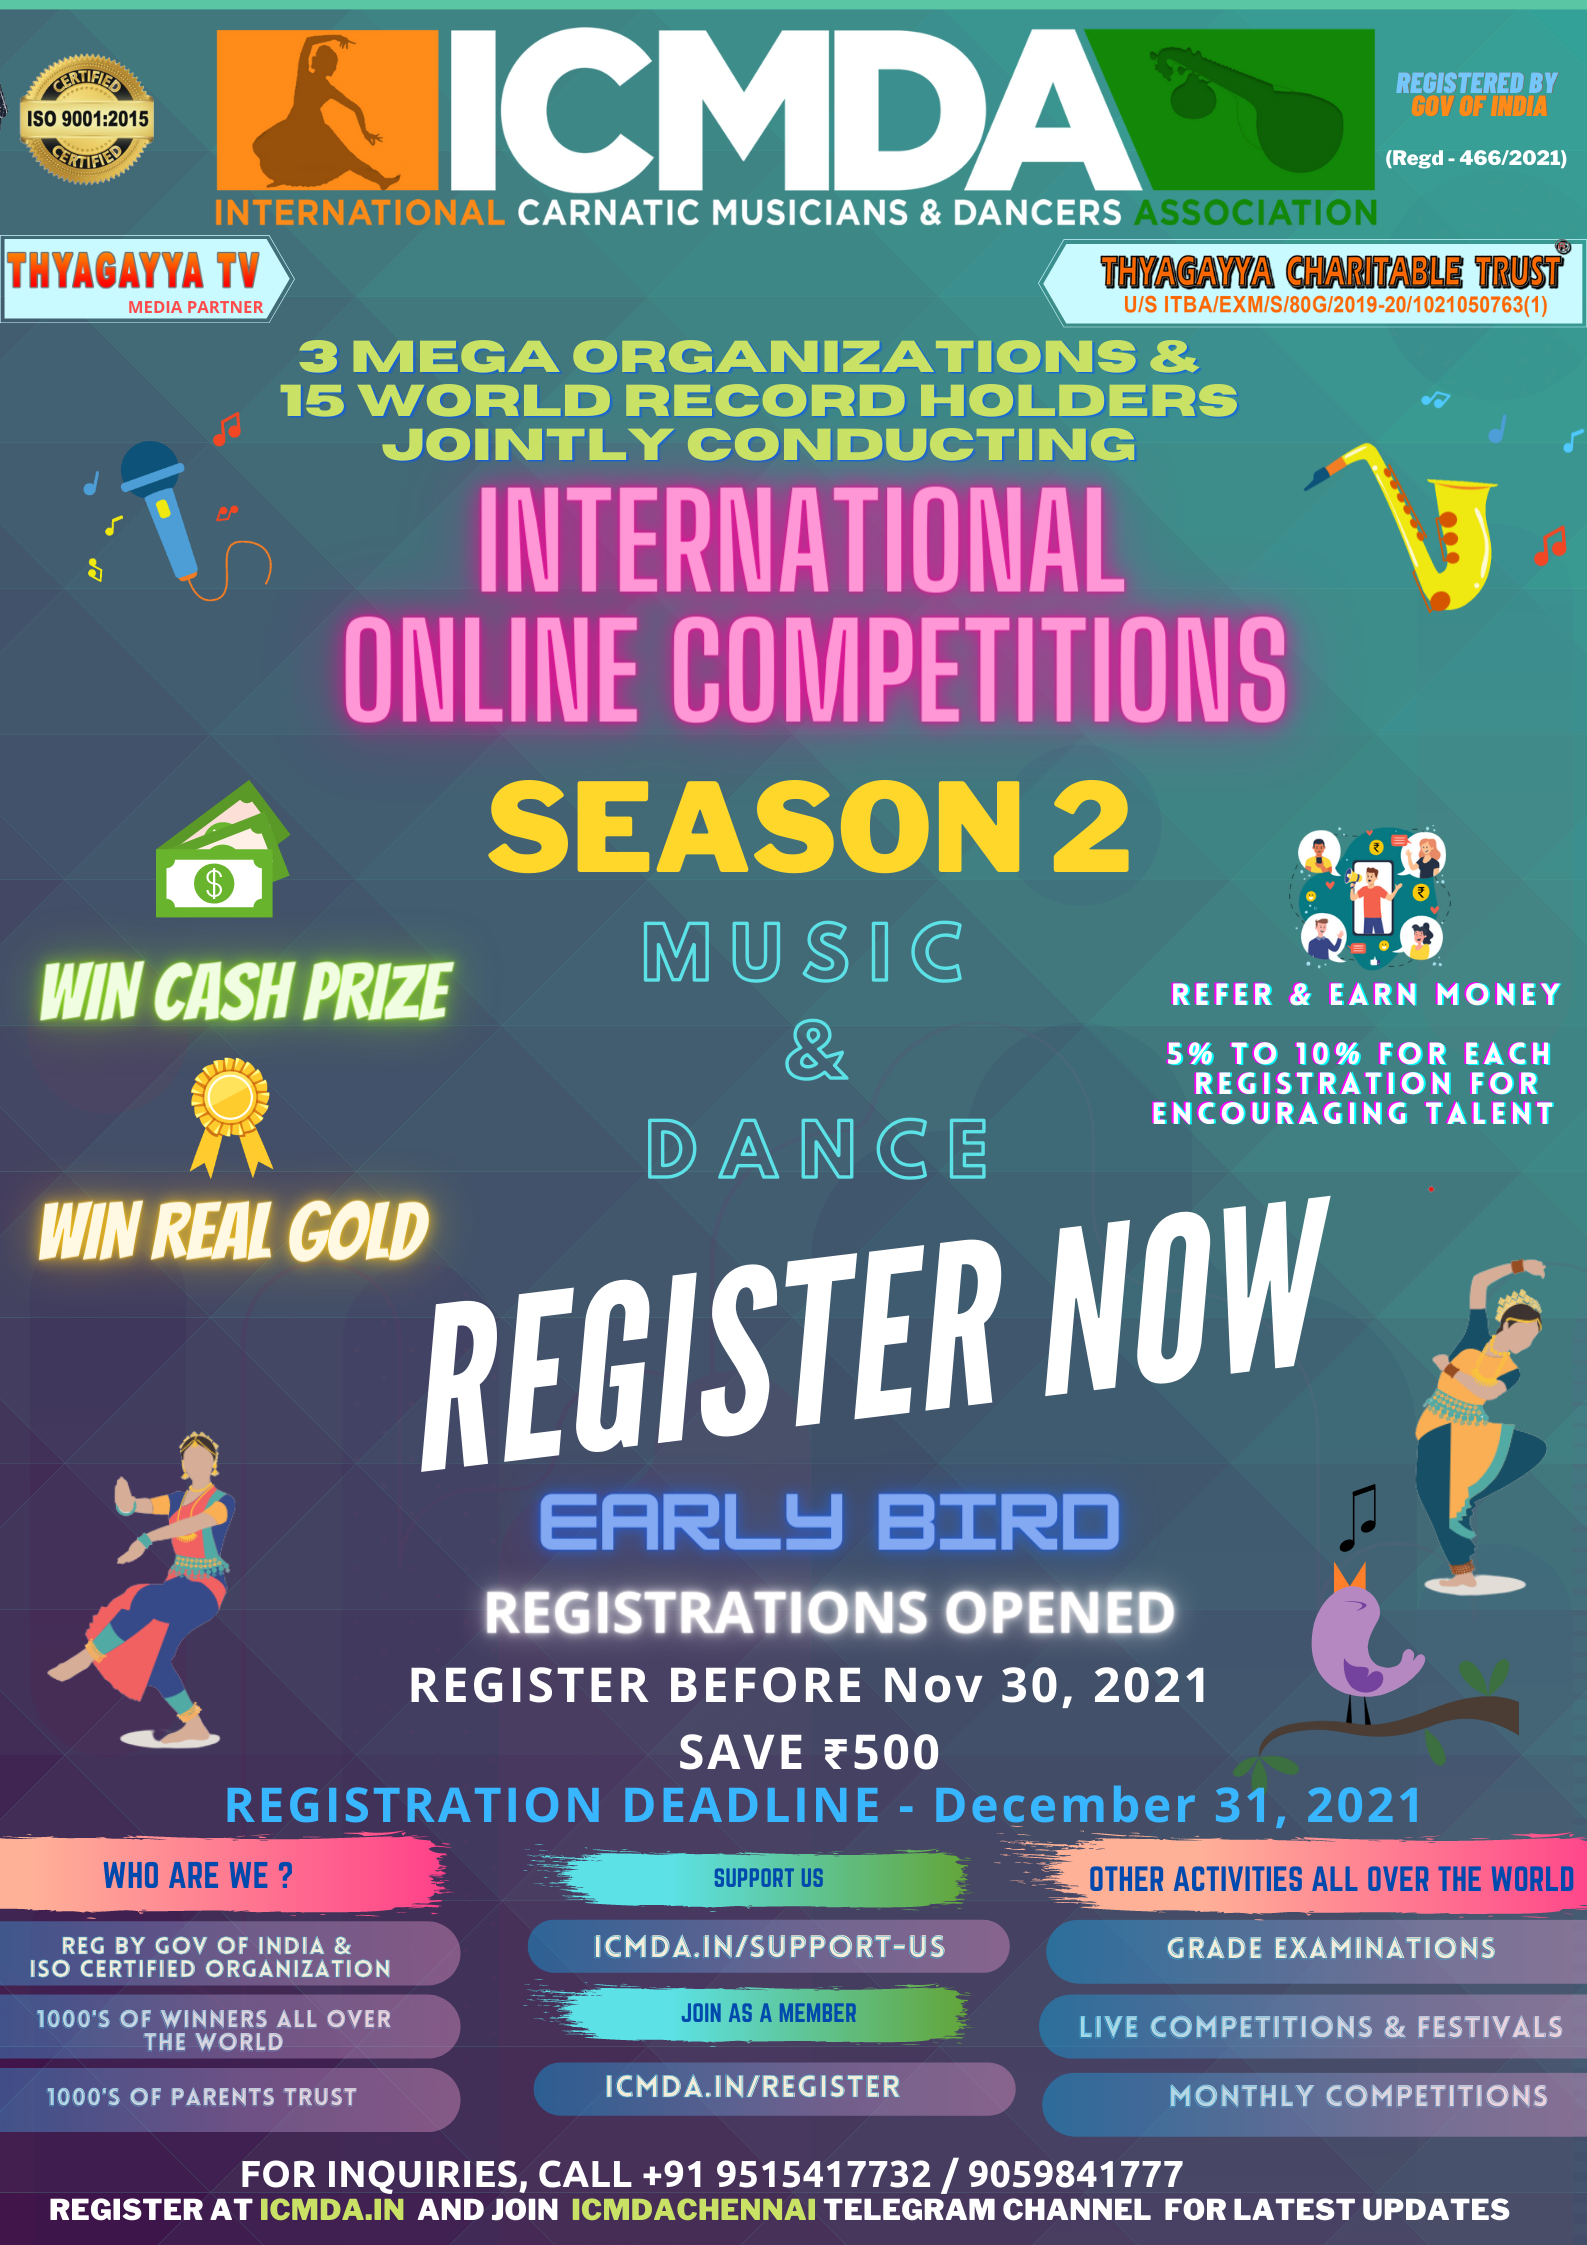 CERTIFIED
ISO 9001:2015
CERTIFIED
ICMDA
INTERNATIONAL CARNATIC MUSICIANS & DANCERS ASSOCIATION
REGISTERED BY
GOV OF INDIA
(Regd - 466/2021)
THYAGAYYA TV
MEDIA PARTNER
THYAGAYYA CHARITABLE TRUST®
U/S ITBA/EXM/S/80G/2019-20/1021050763(1)
3 MEGA ORGANIZATIONS &
15 WORLD RECORD HOLDERS
JOINTLY CONDUCTING
INTERNATIONAL
ONLINE COMPETITIONS
SEASON 2
MUSIC
&
DANCE
WIN CASH PRIZE
WIN REAL GOLD
REFER & EARN MONEY
5% TO 10% FOR EACH
REGISTRATION FOR
ENCOURAGING TALENT
REGISTER NOW
EARLY BIRD
REGISTRATIONS OPENED
REGISTER BEFORE Nov 30, 2021
SAVE ₹500
REGISTRATION DEADLINE - December 31, 2021
WHO ARE WE ?
REG BY GOV OF INDIA &
ISO CERTIFIED ORGANIZATION
1000'S OF WINNERS ALL OVER
THE WORLD
1000'S OF PARENTS TRUST
SUPPORT US
ICMDA.IN/SUPPORT-US
JOIN AS A MEMBER
ICMDA.IN/REGISTER
OTHER ACTIVITIES ALL OVER THE WORLD
GRADE EXAMINATIONS
LIVE COMPETITIONS & FESTIVALS
MONTHLY COMPETITIONS
FOR INQUIRIES, CALL +91 9515417732 / 9059841777
REGISTER AT ICMDA.IN AND JOIN ICMDACHENNAI TELEGRAM CHANNEL FOR LATEST UPDATES